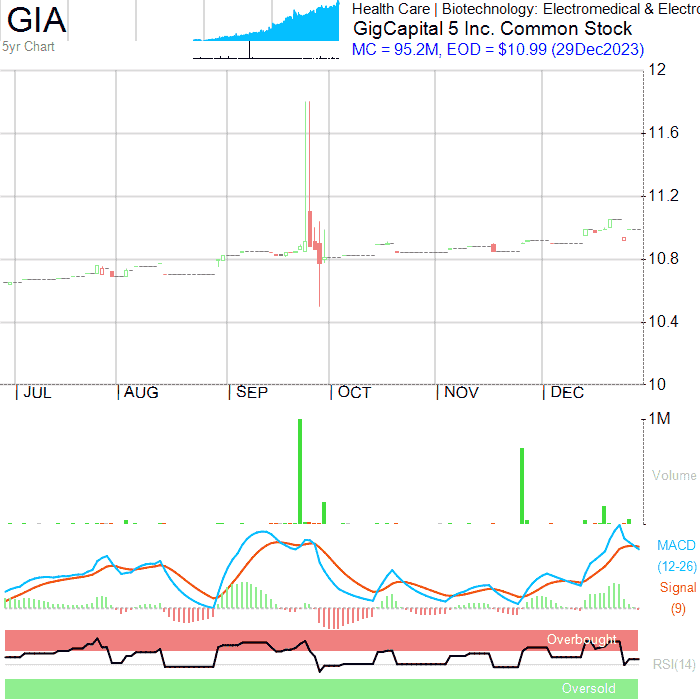 GIA
5yr Chart
Health Care | Biotechnology: Electromedical & Electro
GigCapital 5 Inc. Common Stock
MC = 95.2M, EOD = $10.99 (29Dec2023)
12
11.6
11.2
10.8
10.4
10
|JUL |AUG |SEP |OCT |NOV |DEC
1M
Volume
MACD
(12-26)
Signal
(9)
Overbought
RSI(14)
Oversold